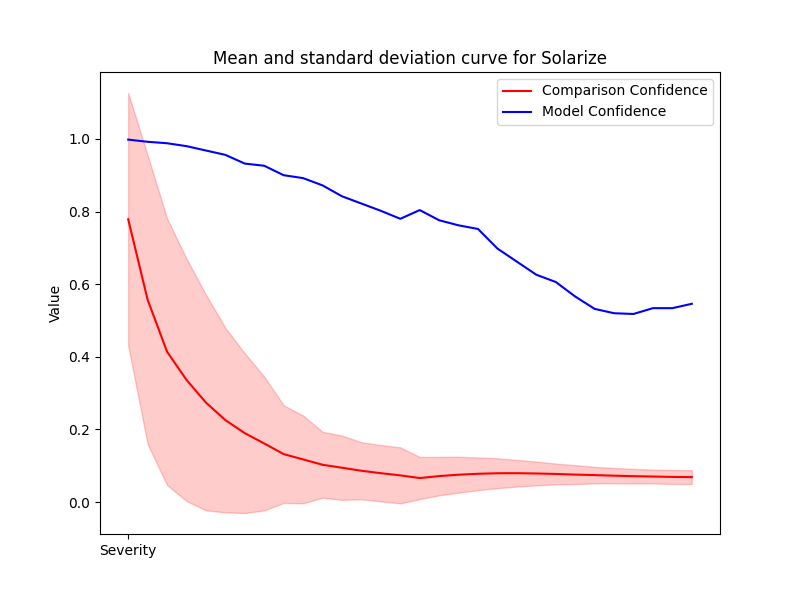 Mean and standard deviation curve for Solarize
Comparison Confidence
Model Confidence
1.0
0.8
0.6
0.4
0.2
0.0
Value
Severity